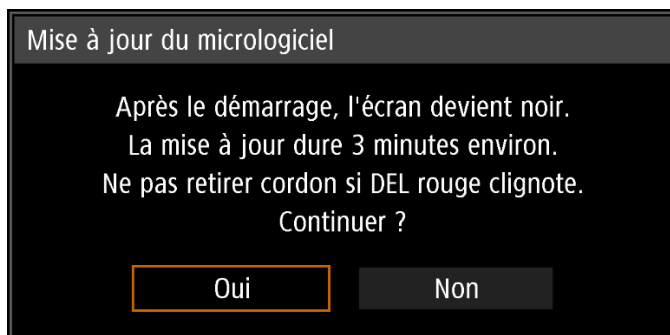 Mise à jour du micrologiciel
Après le démarrage, l'écran devient noir.
La mise à jour dure 3 minutes environ.
Ne pas retirer cordon si DEL rouge clignote.
Continuer ?
Oui Non